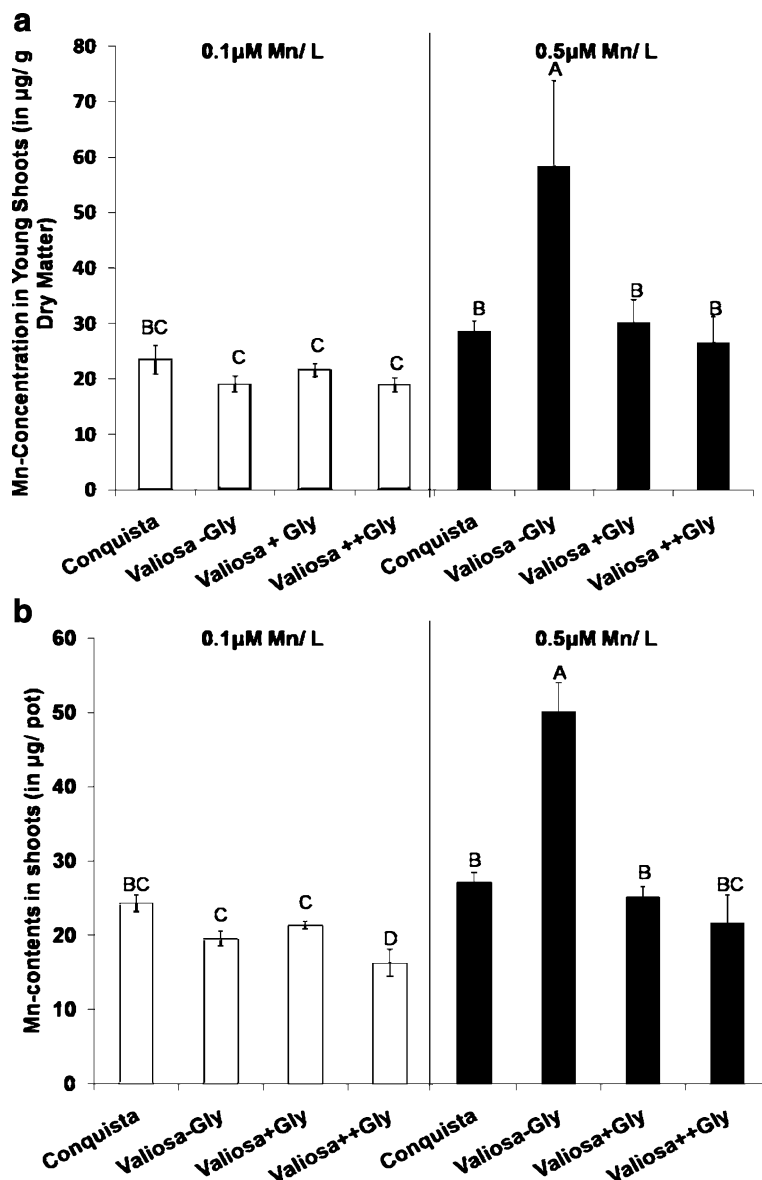 a
Mn-Concentration in Young Shoots (in µg/ g
Dry Matter)
0.1µM Mn/ L
0.5µM Mn/ L
80
70
60
50
40
30
20
10
0
BC
C
C
C
A
B
B
B
Conquista
Valiosa -Gly
Valiosa + Gly
Valiosa ++Gly
Conquista
Valiosa -Gly
Valiosa +Gly
Valiosa ++Gly
b
Mn-contents in shoots (in µg/ pot)
0.1µM Mn/ L
0.5µM Mn/ L
60
50
40
30
20
10
0
BC
C
C
D
B
A
B
BC
Conquista
Valiosa-Gly
Valiosa+Gly
Valiosa++Gly
Conquista
Valiosa-Gly
Valiosa+Gly
Valiosa++Gly